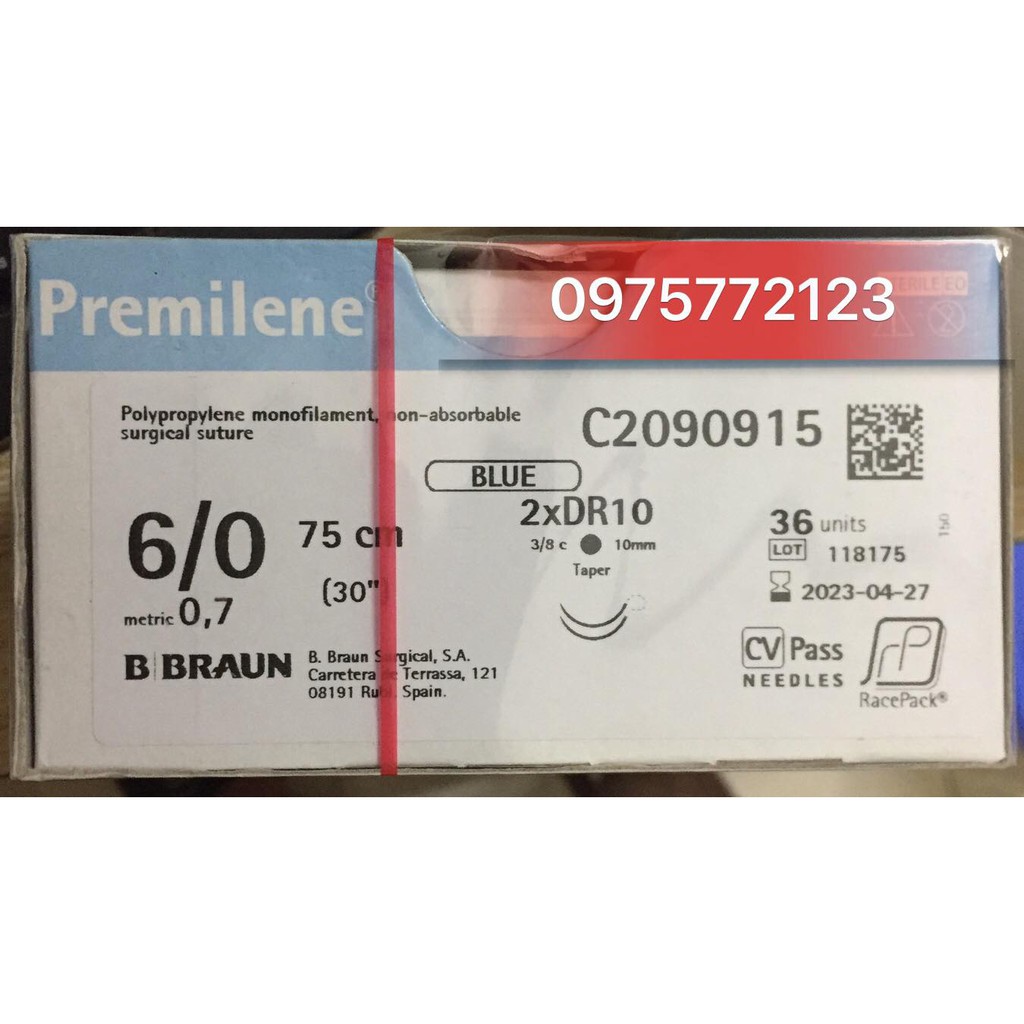 Premilene®
0975772123
STERILE EO
Polypropylene monofilament, non-absorbable
surgical suture
C2090915
BLUE
6/0
75 cm
(30")
metric 0,7
2xDR10
3/8 c 10mm
Taper
36 units
LOT 118175
2023-04-27
B|BRAUN
B. Braun Surgical, S.A.
Carretera de Terrassa, 121
08191 Rubí. Spain.
CV Pass
NEEDLES
RacePack®